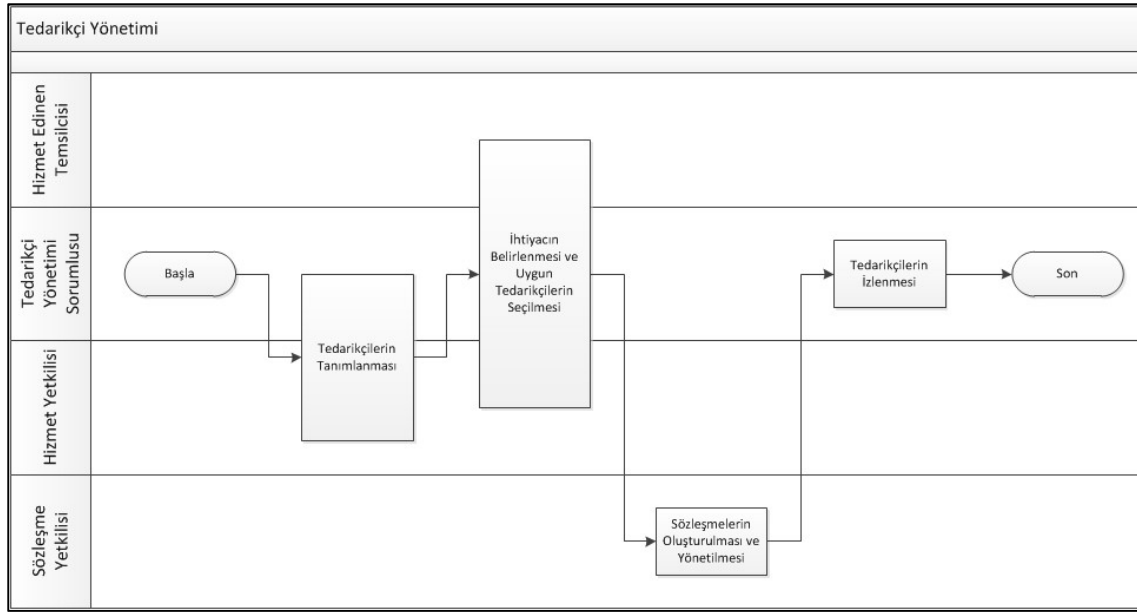 Tedarikçi Yönetimi
Hizmet Edinen
Temsilcisi
Tedarikçi
Yönetimi
Sorumlusu
Başla
Tedarikçilerin
Tanımlanması
İhtiyacın
Belirlenmesi ve
Uygun
Tedarikçilerin
Seçilmesi
Tedarikçilerin
İzlenmesi
Son
Hizmet Yetkilisi
Sözleşme
Yetkilisi
Sözleşmelerin
Oluşturulması ve
Yönetilmesi